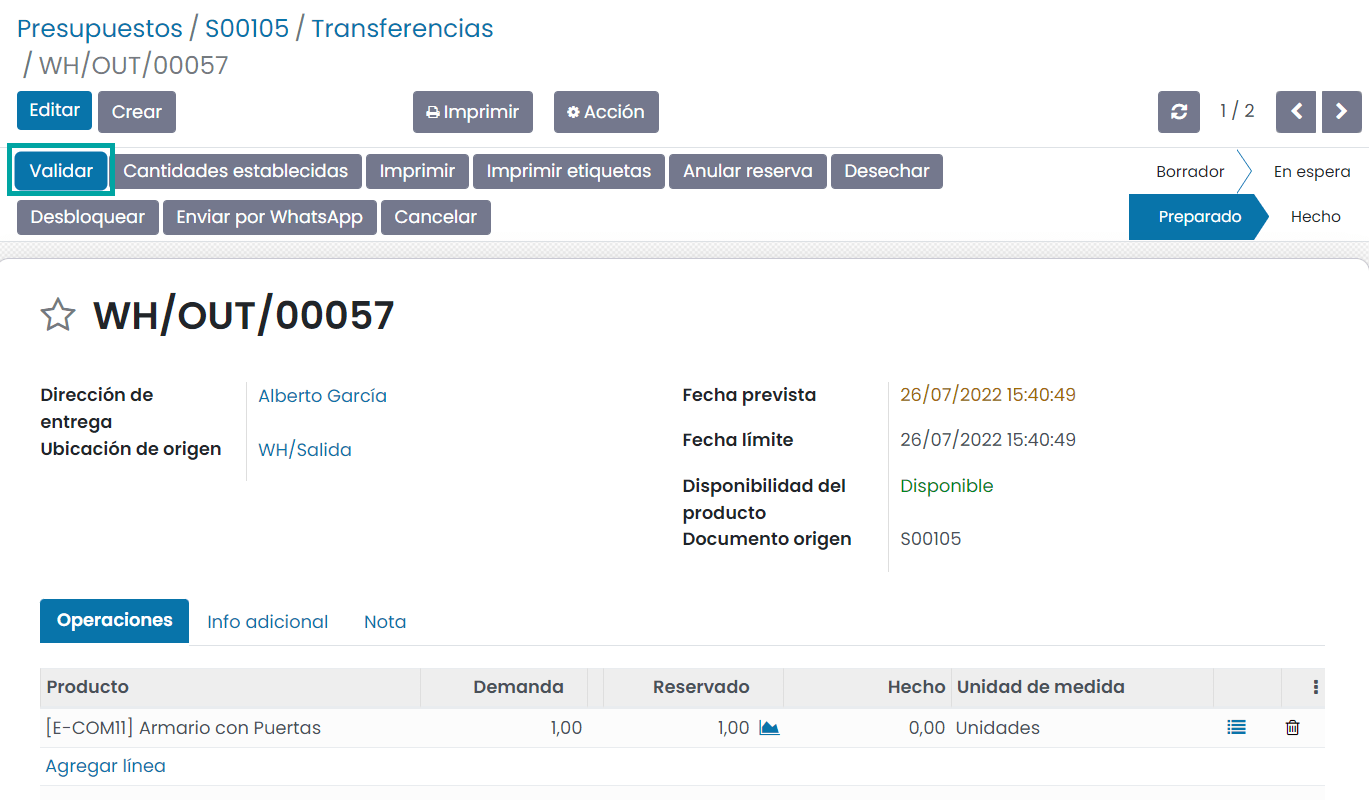 Presupuestos / S00105 / Transferencias
/ WH/OUT/00057
Editar Crear Imprimir Acción 1 / 2
Validar Cantidades establecidas Imprimir Imprimir etiquetas Anular reserva Desechar Borrador En espera
Desbloquear Enviar por WhatsApp Cancelar Preparado Hecho
WH/OUT/00057
Dirección de entrega Alberto García
Ubicación de origen WH/Salida
Fecha prevista 26/07/2022 15:40:49
Fecha límite 26/07/2022 15:40:49
Disponibilidad del producto Disponible
Documento origen S00105
Operaciones Info adicional Nota
Producto Demanda Reservado Hecho Unidad de medida
[E-COM11] Armario con Puertas 1,00 1,00 0,00 Unidades
Agregar línea